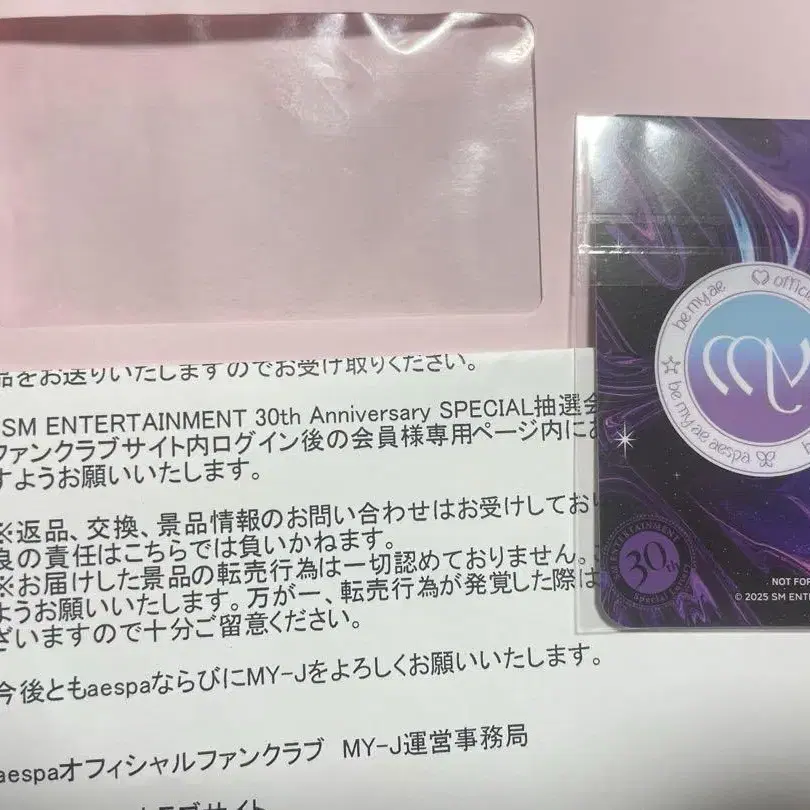 品をお送りいたしますのでお受け取りください。
SM ENTERTAINMENT 30th Anniversary SPECIAL抽選会
ファンクラブサイト内ログイン後の会員様専用ページ内に
すようお願いいたします。
※返品、交換、景品情報のお問い合わせはお受けしており
良の責任はこちらでは負いかねます。
※お届けした景品の転売行為は一切認めておりません。
ようお願いいたします。万が一、転売行為が発覚した際は
ざいますので十分ご留意ください。
今後ともaespaならびにMY-Jをよろしくお願いいたします。
aespaオフィシャルファンクラブ MY-J運営事務局
be my ae
my
be my ae aespa
ENTERTAINMENT
30th
Special
NOT FOR
© 2025 SM ENT